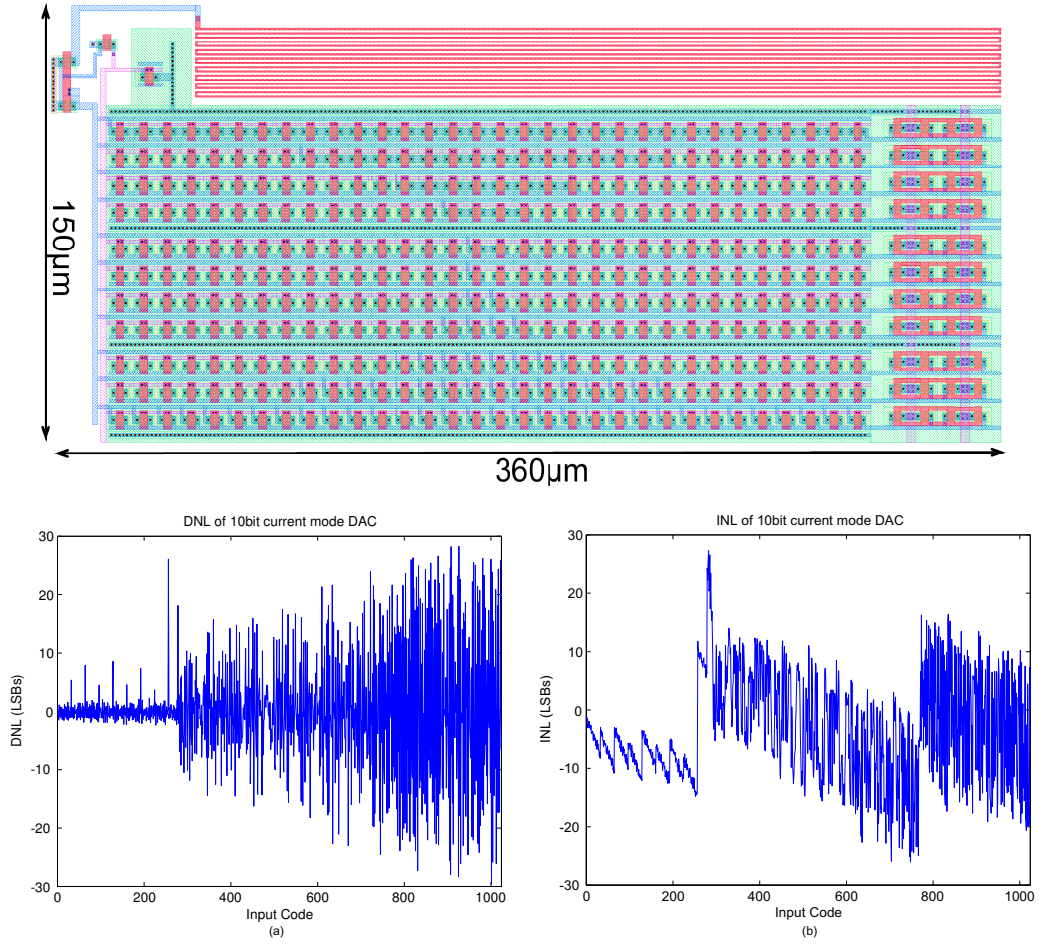 150µm
360µm
DNL of 10bit current mode DAC
30
20
10
0
-10
-20
-30
DNL (LSBs)
0
200
400
600
800
1000
Input Code
(a)
INL of 10bit current mode DAC
30
20
10
0
-10
-20
-30
INL (LSBs)
0
200
400
600
800
1000
Input Code
(b)